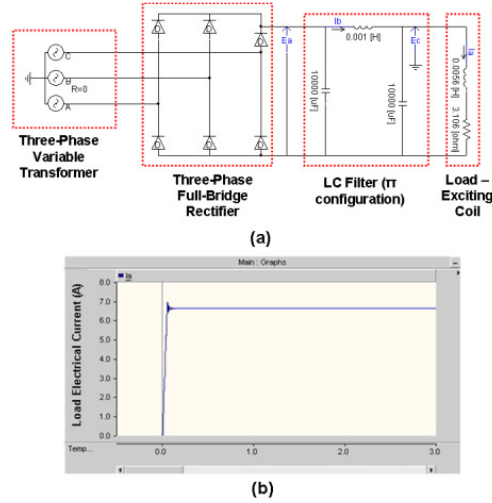 C
B
R=0
A
Ea
Ib
0.001 [H]
Ec
Ia
10000 [uF]
10000 [uF]
0.0056 [H]
3.106 [ohm]
Three-Phase
Variable
Transformer
Three-Phase
Full-Bridge
Rectifier
LC Filter (π
configuration)
Load –
Exciting
Coil
(a)
Main : Graphs
Ia
Load Electrical Current (A)
8.0
7.0
6.0
5.0
4.0
3.0
2.0
1.0
0.0
Temp...
0.0
1.0
2.0
3.0
(b)